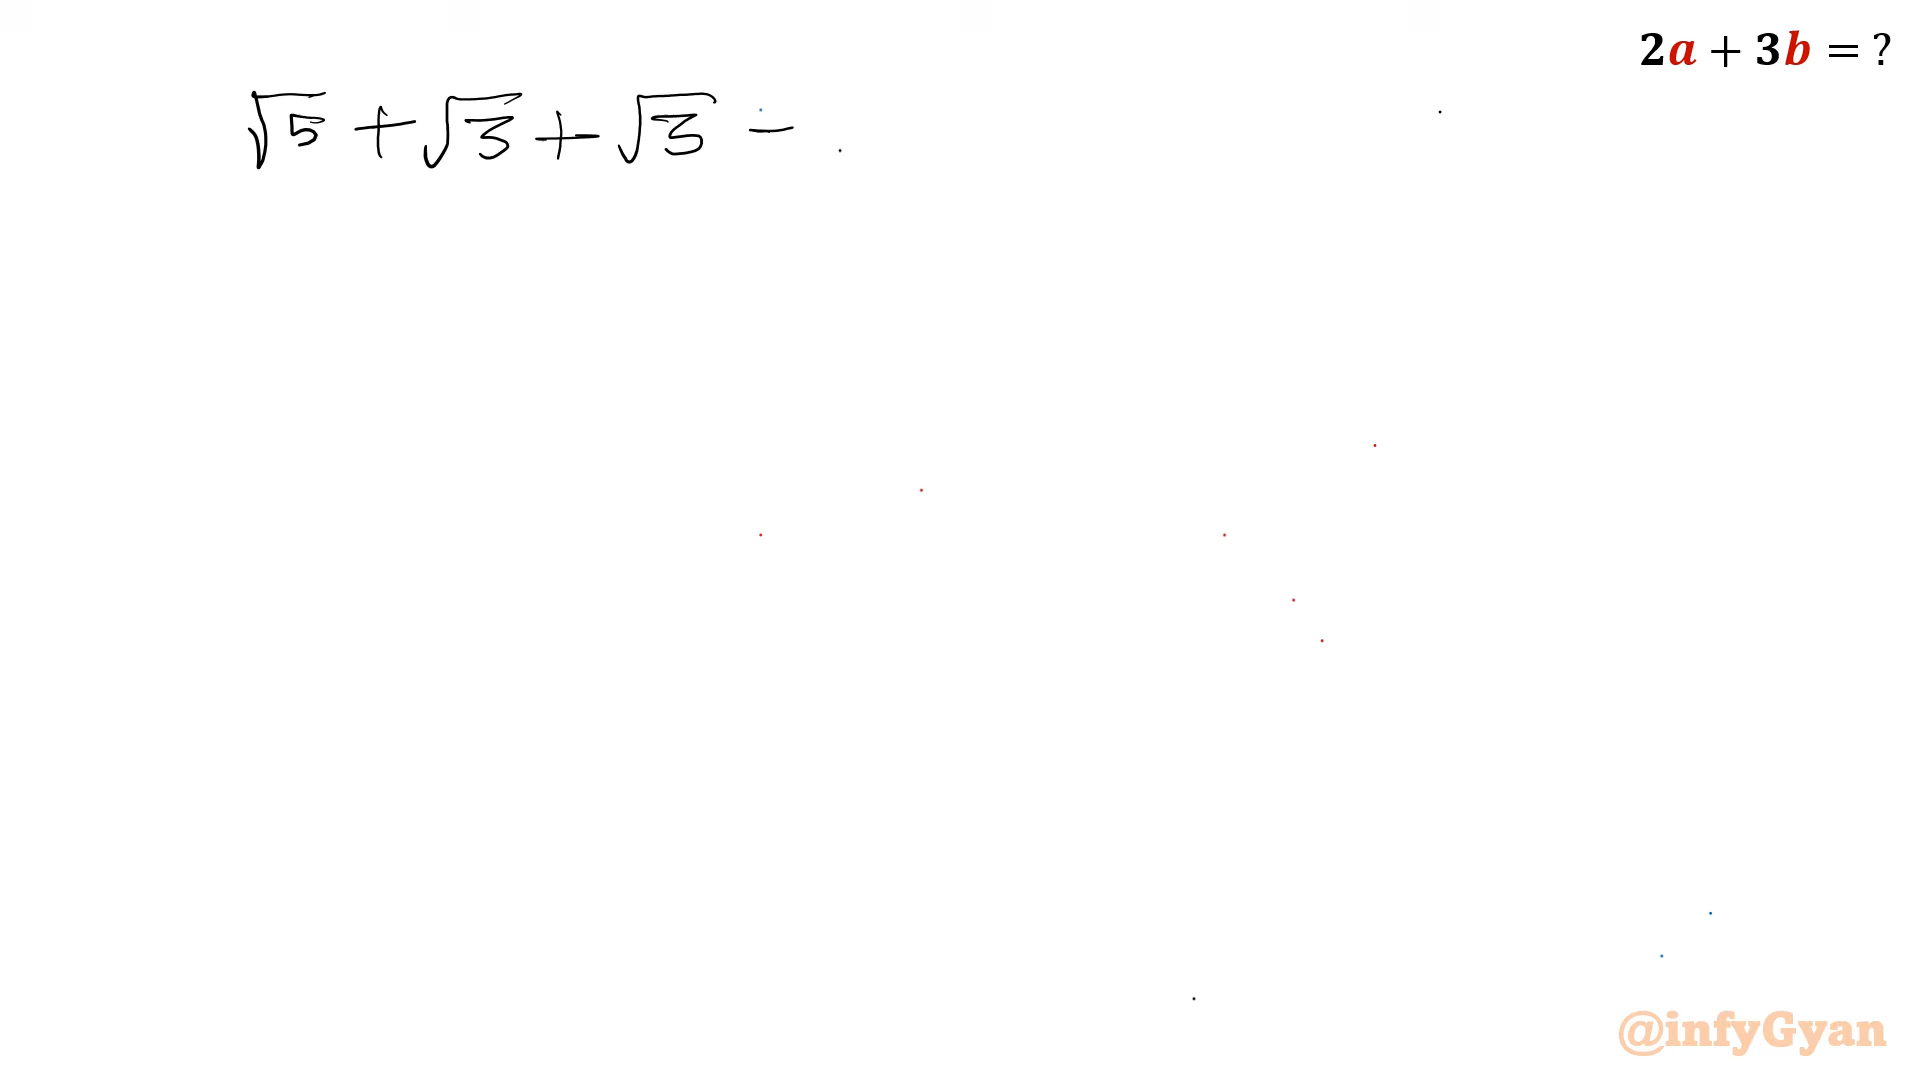 2a + 3b = ?
√5 + √3 + √3 −
@infyGyan